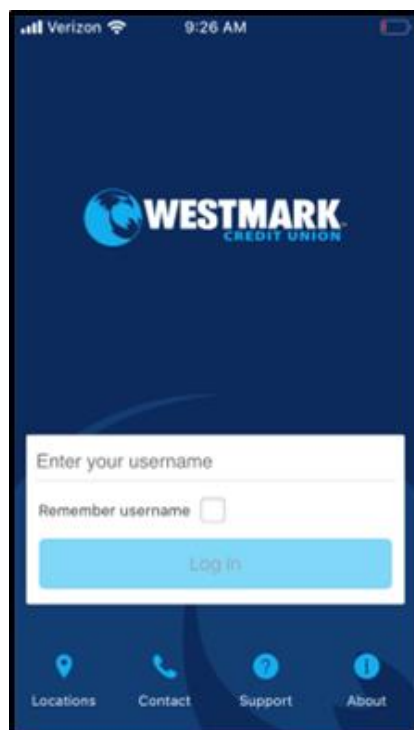 Verizon 9:26 AM
WESTMARK
CREDIT UNION
Enter your username
Remember username
Log In
Locations Contact Support About